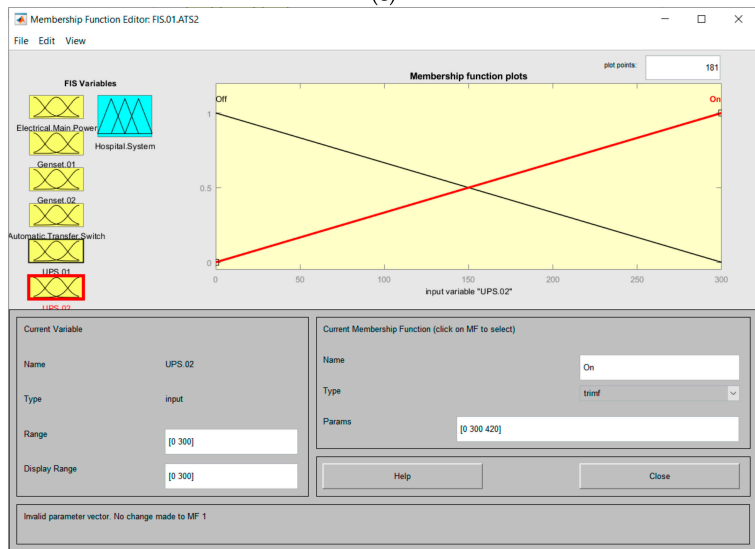 Membership Function Editor: FIS.01.ATS2
File Edit View
FIS Variables
Electrical.Main.Power
Hospital.System
Genset.01
Genset.02
Automatic.Transfer.Switch
UPS.01
UPS.02
plot points:
181
Membership function plots
Off
On
1
0.5
0
0 50 100 150 200 250 300
input variable "UPS.02"
Current Variable
Name UPS.02
Type input
Range [0 300]
Display Range [0 300]
Current Membership Function (click on MF to select)
Name On
Type trimf
Params [0 300 420]
Help Close
Invalid parameter vector. No change made to MF 1